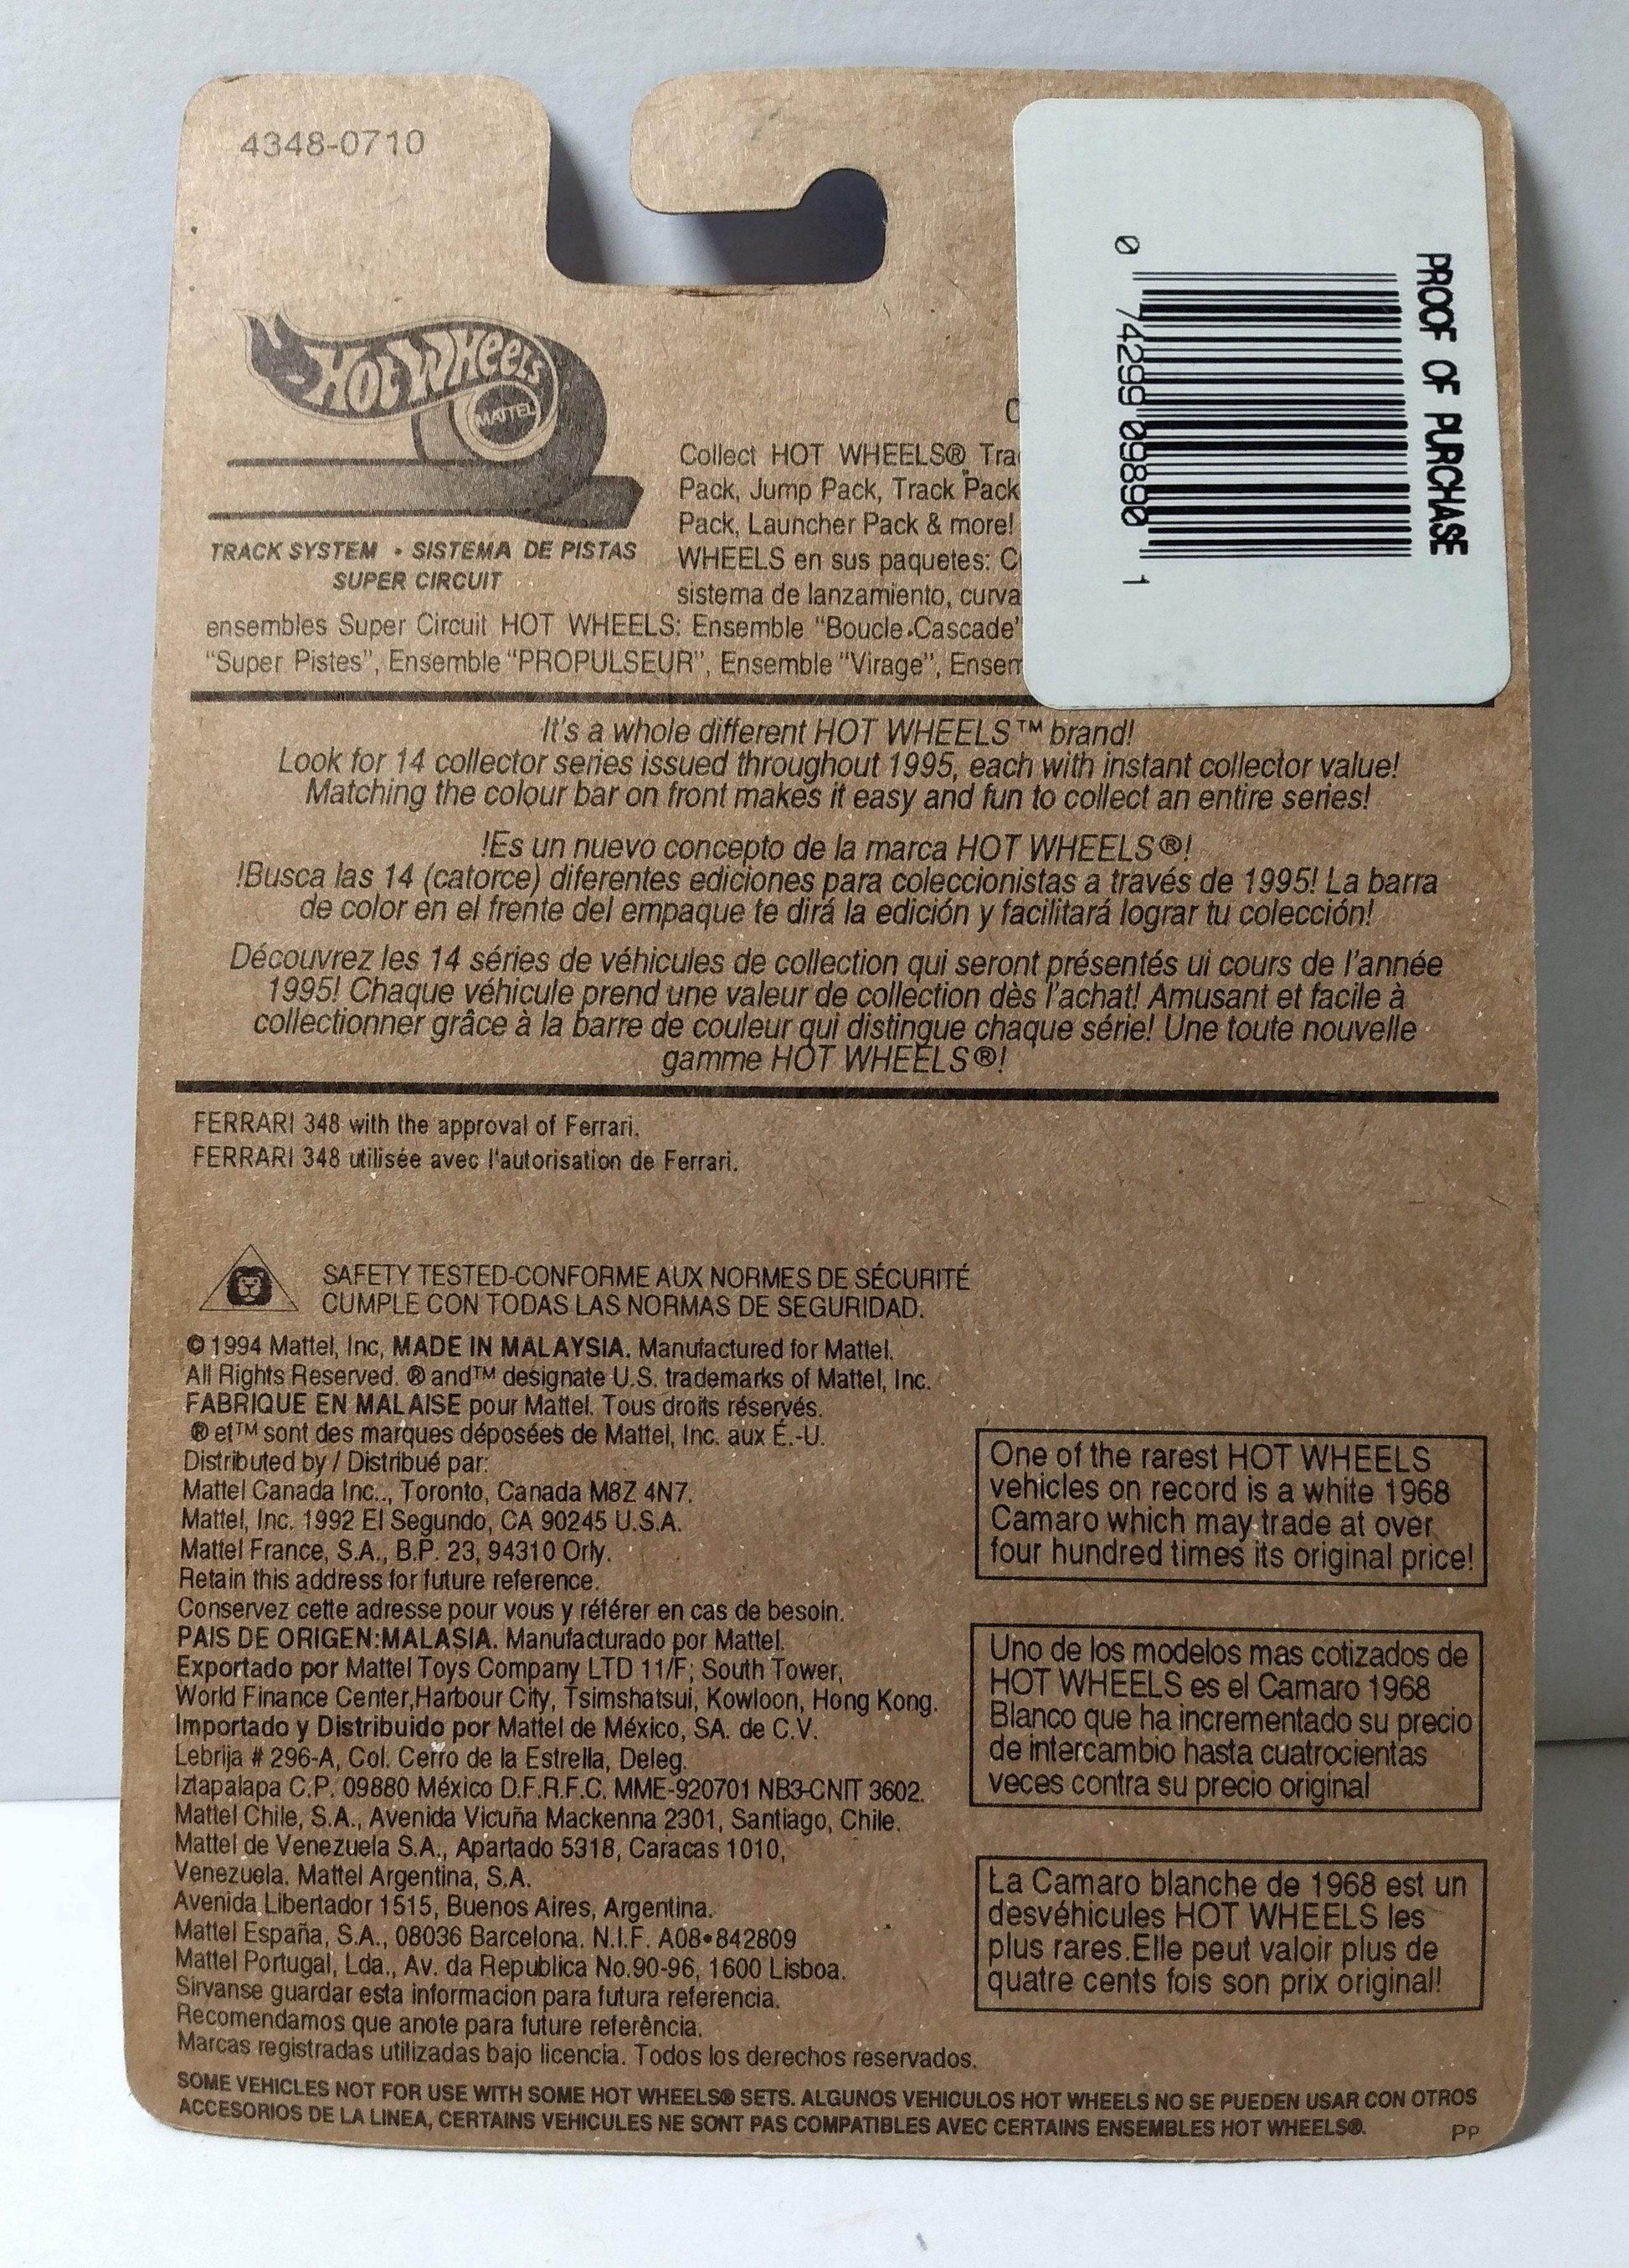 4348-0710
PROOF OF PURCHASE
0 74299 09890 1
HOT WHEELS
MATTEL
TRACK SYSTEM • SISTEMA DE PISTAS
SUPER CIRCUIT
Collect HOT WHEELS®
Pack, Jump Pack, Track Pack
Pack, Launcher Pack & more!
WHEELS en sus paquetes:
sistema de lanzamiento, curva
ensembles Super Circuit HOT WHEELS: Ensemble "Boucle Cascade"
"Super Pistes", Ensemble "PROPULSEUR", Ensemble "Virage",
It's a whole different HOT WHEELS™ brand!
Look for 14 collector series issued throughout 1995, each with instant collector value!
Matching the colour bar on front makes it easy and fun to collect an entire series!
!Es un nuevo concepto de la marca HOT WHEELS®!
!Busca las 14 (catorce) diferentes ediciones para coleccionistas a través de 1995! La barra
de color en el frente del empaque te dirá la edición y facilitará lograr tu colección!
Découvrez les 14 séries de véhicules de collection qui seront présentés ui cours de l'année
1995! Chaque véhicule prend une valeur de collection dès l'achat! Amusant et facile à
collectionner grâce à la barre de couleur qui distingue chaque série! Une toute nouvelle
gamme HOT WHEELS®!
FERRARI 348 with the approval of Ferrari.
FERRARI 348 utilisée avec l'autorisation de Ferrari.
SAFETY TESTED-CONFORME AUX NORMES DE SÉCURITÉ
CUMPLE CON TODAS LAS NORMAS DE SEGURIDAD.
© 1994 Mattel, Inc, MADE IN MALAYSIA. Manufactured for Mattel.
All Rights Reserved. ® and™ designate U.S. trademarks of Mattel, Inc.
FABRIQUE EN MALAISE pour Mattel. Tous droits réservés.
® et™ sont des marques déposées de Mattel, Inc. aux É.-U.
Distributed by / Distribué par:
Mattel Canada Inc.., Toronto, Canada M8Z 4N7.
Mattel, Inc. 1992 El Segundo, CA 90245 U.S.A.
Mattel France, S.A., B.P. 23, 94310 Orly.
Retain this address for future reference.
Conservez cette adresse pour vous y référer en cas de besoin.
PAIS DE ORIGEN:MALASIA. Manufacturado por Mattel.
Exportado por Mattel Toys Company LTD 11/F; South Tower,
World Finance Center,Harbour City, Tsimshatsui, Kowloon, Hong Kong.
Importado y Distribuido por Mattel de México, SA. de C.V.
Lebrija # 296-A, Col. Cerro de la Estrella, Deleg.
Iztapalapa C.P. 09880 México D.F.R.F.C. MME-920701 NB3-CNIT 3602.
Mattel Chile, S.A., Avenida Vicuña Mackenna 2301, Santiago, Chile.
Mattel de Venezuela S.A., Apartado 5318, Caracas 1010,
Venezuela. Mattel Argentina, S.A.
Avenida Libertador 1515, Buenos Aires, Argentina.
Mattel España, S.A., 08036 Barcelona. N.I.F. A08•842809
Mattel Portugal, Lda., Av. da Republica No.90-96, 1600 Lisboa.
Sirvanse guardar esta informacion para futura referencia.
Recomendamos que anote para future referência.
Marcas registradas utilizadas bajo licencia. Todos los derechos reservados.
One of the rarest HOT WHEELS
vehicles on record is a white 1968
Camaro which may trade at over
four hundred times its original price!
Uno de los modelos mas cotizados de
HOT WHEELS es el Camaro 1968
Blanco que ha incrementado su precio
de intercambio hasta cuatrocientas
veces contra su precio original
La Camaro blanche de 1968 est un
desvéhicules HOT WHEELS les
plus rares.Elle peut valoir plus de
quatre cents fois son prix original!
SOME VEHICLES NOT FOR USE WITH SOME HOT WHEELS® SETS. ALGUNOS VEHICULOS HOT WHEELS NO SE PUEDEN USAR CON OTROS
ACCESORIOS DE LA LINEA, CERTAINS VEHICULES NE SONT PAS COMPATIBLES AVEC CERTAINS ENSEMBLES HOT WHEELS®.
PP